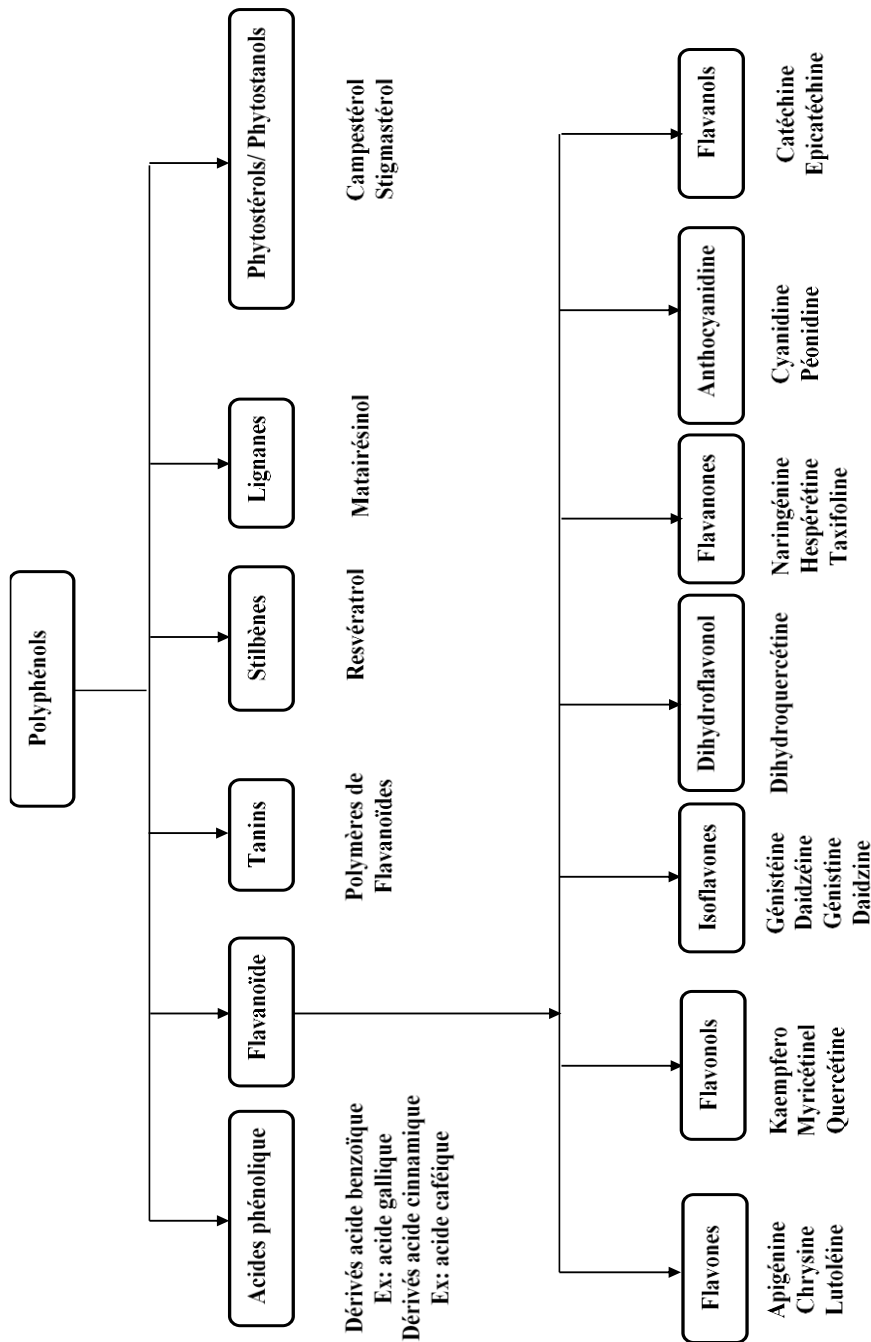 Polyphénols
Acides phénolique
Flavanoïde
Tanins
Stilbènes
Lignanes
Phytostérols/ Phytostanols
Dérivés acide benzoïque
Ex: acide gallique
Dérivés acide cinnamique
Ex: acide caféique
Polymères de
Flavanoïdes
Resvératrol
Matairésinol
Campestérol
Stigmastérol
Flavones
Flavonols
Isoflavones
Dihydroflavonol
Flavanones
Anthocyanidine
Flavanols
Apigénine
Chrysine
Lutoléine
Kaempfero
Myricétinel
Quercétine
Génistéine
Daidzéine
Génistine
Daidzine
Dihydroquercétine
Naringénine
Hespérétine
Taxifoline
Cyanidine
Péonidine
Catéchine
Epicatéchine